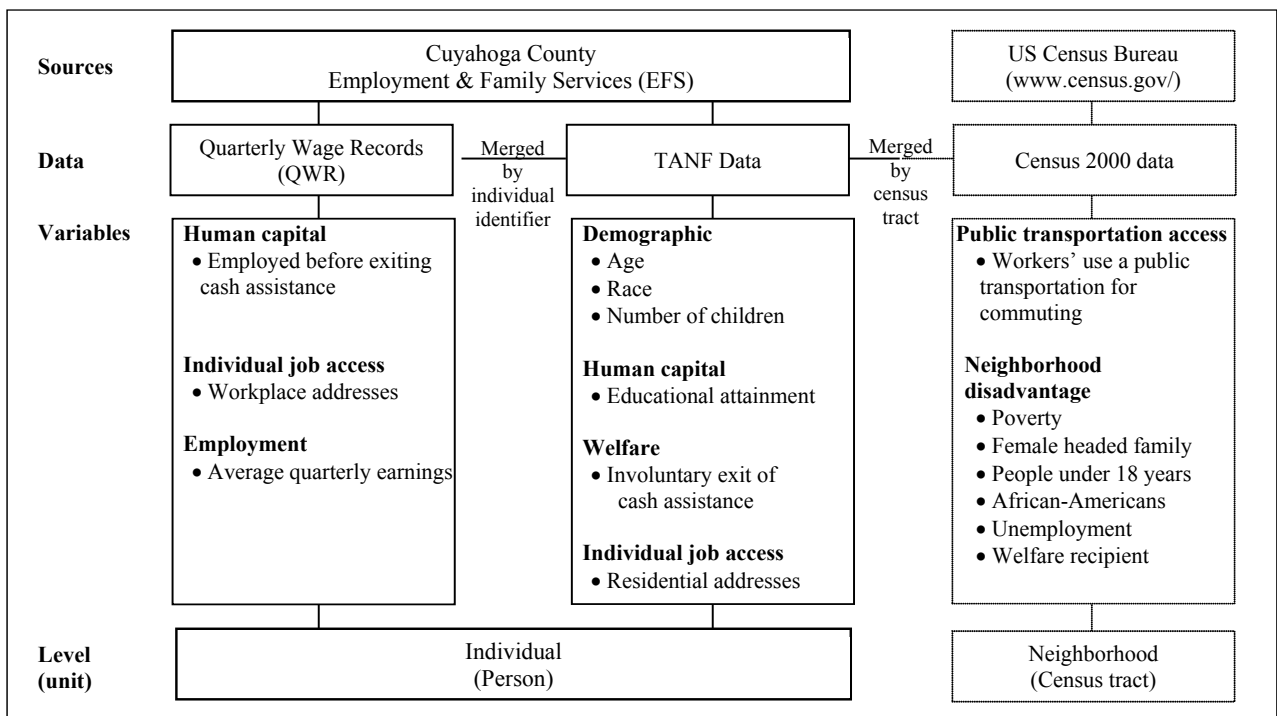 Sources
Cuyahoga County
Employment & Family Services (EFS)
US Census Bureau
(www.census.gov/)
Data
Quarterly Wage Records
(QWR)
Merged
by
individual
identifier
TANF Data
Merged
by
census
tract
Census 2000 data
Variables
Human capital
• Employed before exiting
cash assistance
Individual job access
• Workplace addresses
Employment
• Average quarterly earnings
Demographic
• Age
• Race
• Number of children
Human capital
• Educational attainment
Welfare
• Involuntary exit of
cash assistance
Individual job access
• Residential addresses
Public transportation access
• Workers’ use a public
transportation for
commuting
Neighborhood
disadvantage
• Poverty
• Female headed family
• People under 18 years
• African-Americans
• Unemployment
• Welfare recipient
Level
(unit)
Individual
(Person)
Neighborhood
(Census tract)